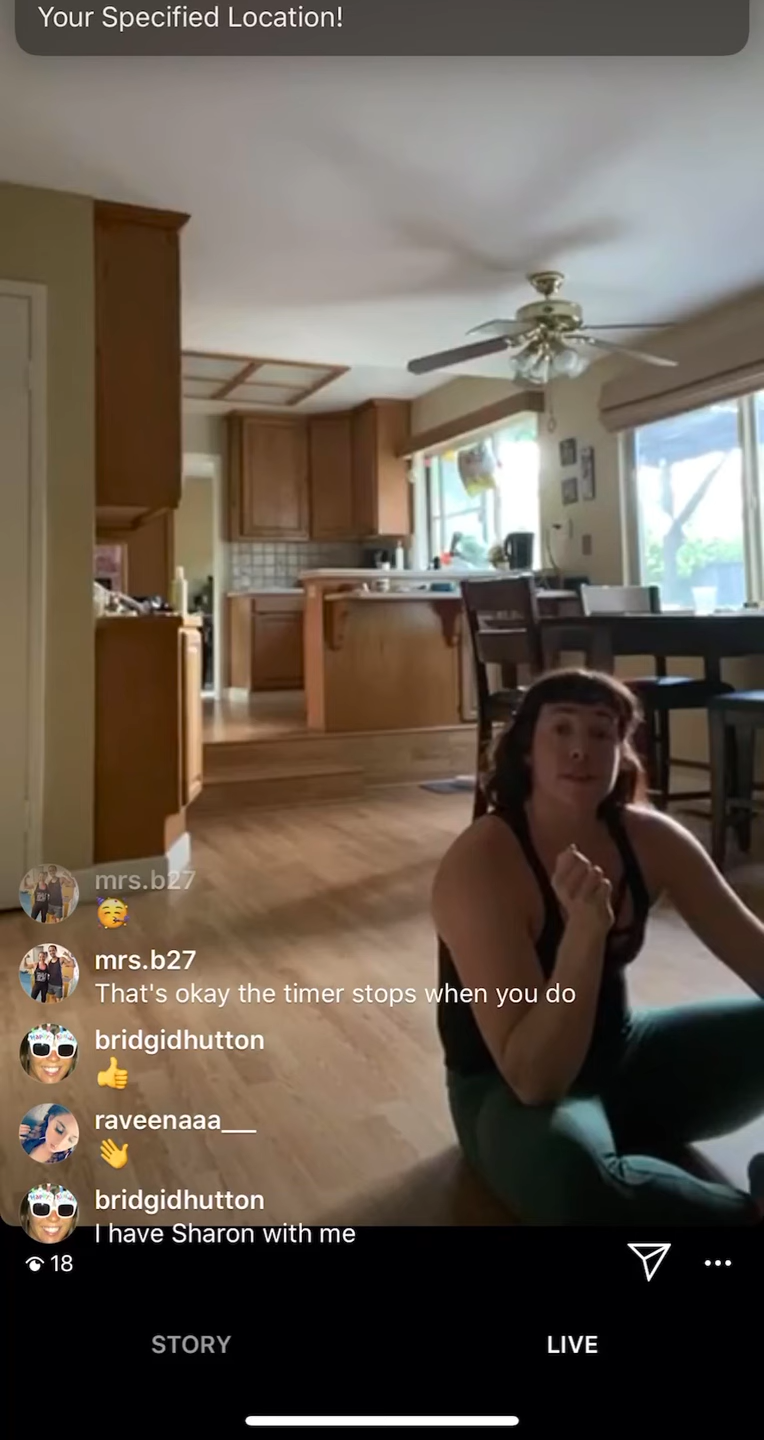 Your Specified Location!
mrs.b27
🥳
mrs.b27
That's okay the timer stops when you do
bridgidhutton
👍
raveenaaa__
👋
bridgidhutton
I have Sharon with me
18
STORY LIVE